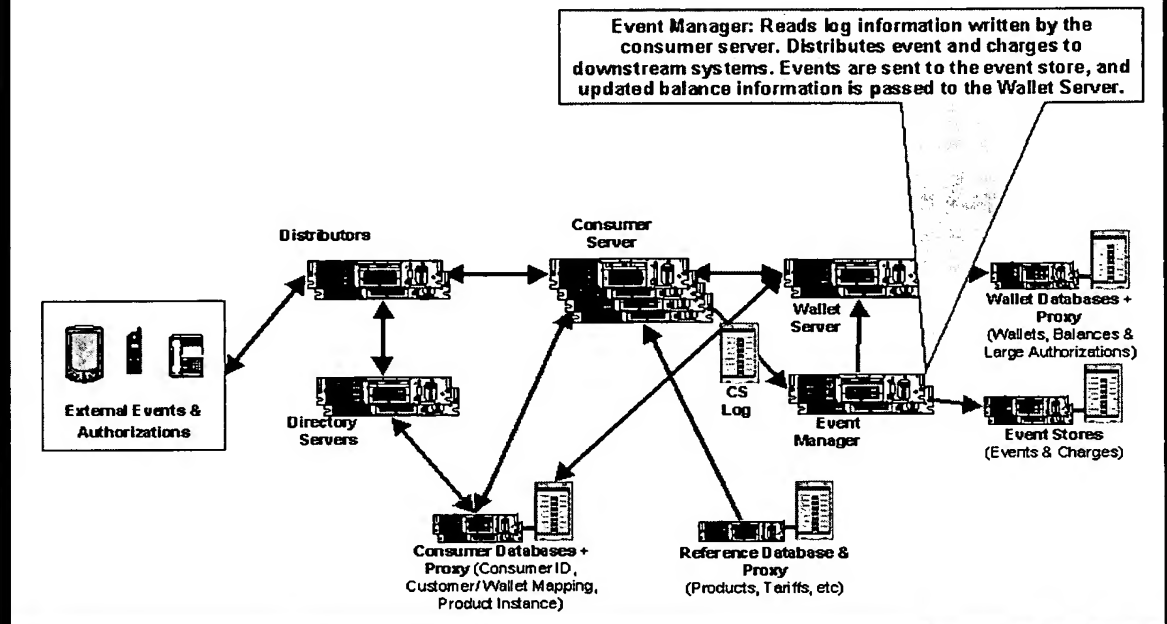 Event Manager: Reads log information written by the
consumer server. Distributes event and charges to
downstream systems. Events are sent to the event store, and
updated balance information is passed to the Wallet Server.
Distributors
Consumer
Server
Wallet
Server
Wallet Databases +
Proxy
(Wallets, Balances &
Large Authorizations)
External Events &
Authorizations
Directory
Servers
CS
Log
Event
Manager
Event Stores
(Events & Charges)
Consumer Databases +
Proxy (Consumer ID,
Customer/Wallet Mapping,
Product Instance)
Reference Database &
Proxy
(Products, Tariffs, etc)